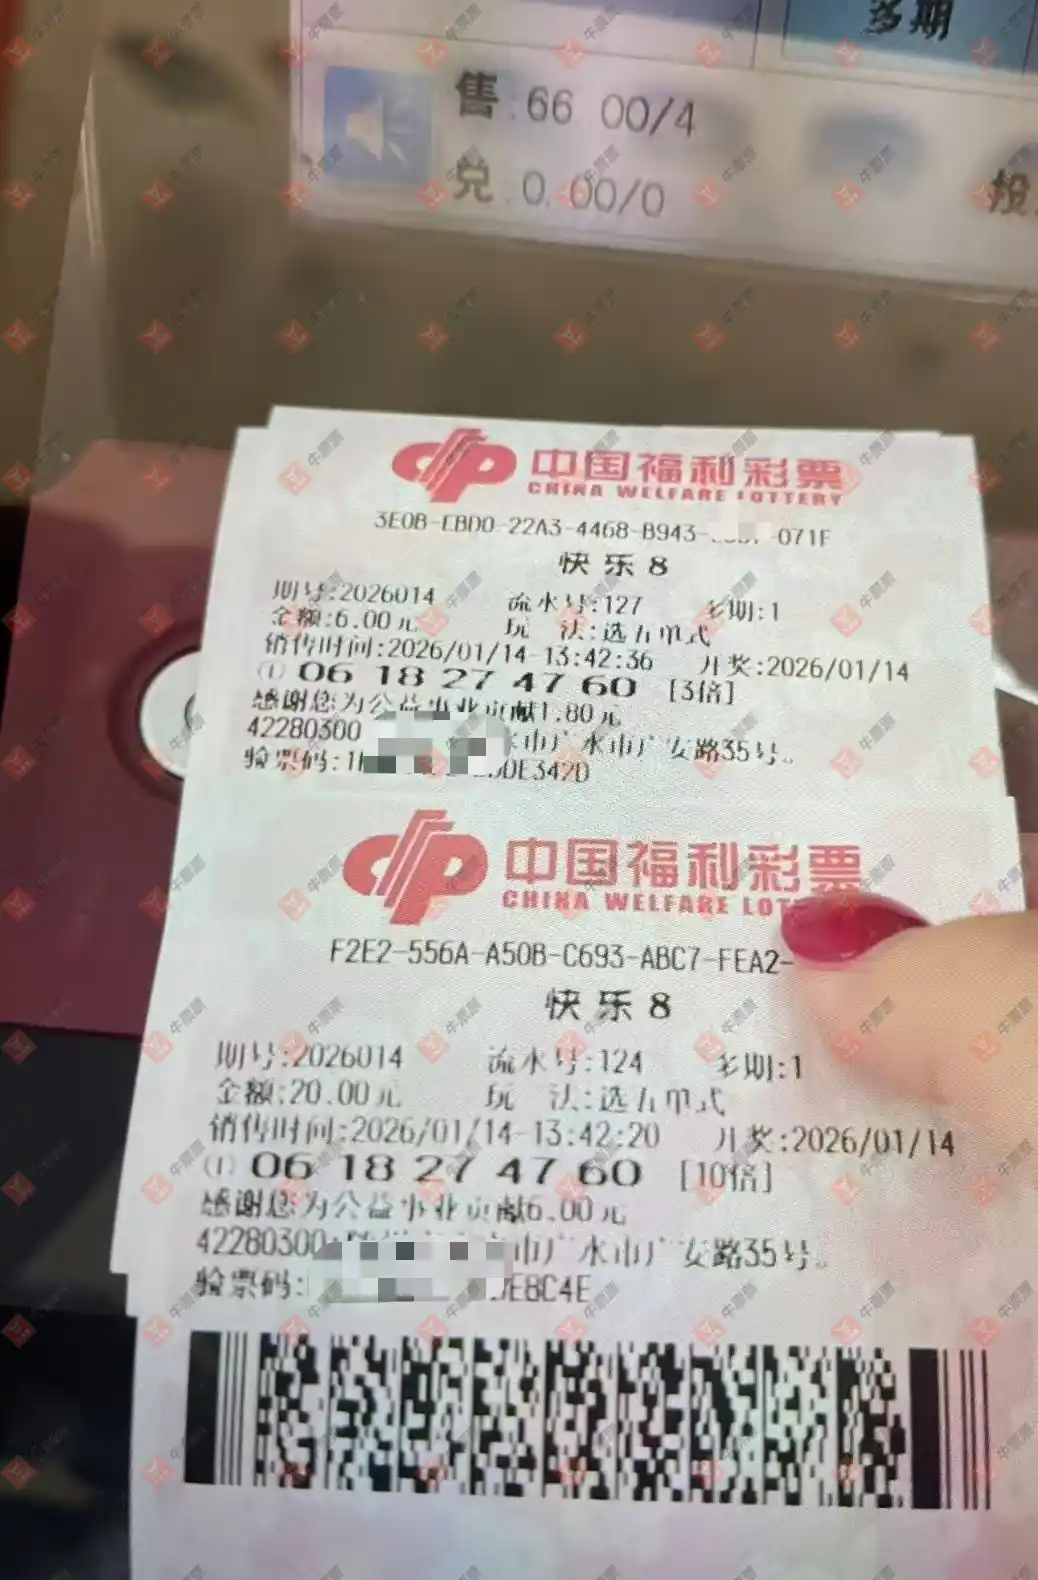 多期
售.66 00/4
兑.0.00/0
投
中国福利彩票
CHINA WELFARE LOTTERY
3E0B-EBD0-22A3-4468-B943- -071F
快乐8
期号:2026014 流水号:127 多期:1
金额:6.00元 玩 法:选五单式
销售时间:2026/01/14-13:42:36 开奖:2026/01/14
(1) 06 18 27 47 60 [3倍]
感谢您为公益事业贡献1.80元
42280300 市广水市广安路35号。
验票码:1 DE342D
中国福利彩票
CHINA WELFARE LOT
F2E2-556A-A50B-C693-ABC7-FEA2-
快乐8
期号:2026014 流水号:124 多期:1
金额:20.00元 玩 法:选五单式
销售时间:2026/01/14-13:42:20 开奖:2026/01/14
(1) 06 18 27 47 60 [10倍]
感谢您为公益事业贡献6.00元
42280300 市广水市广安路35号。
验票码: E8C4E